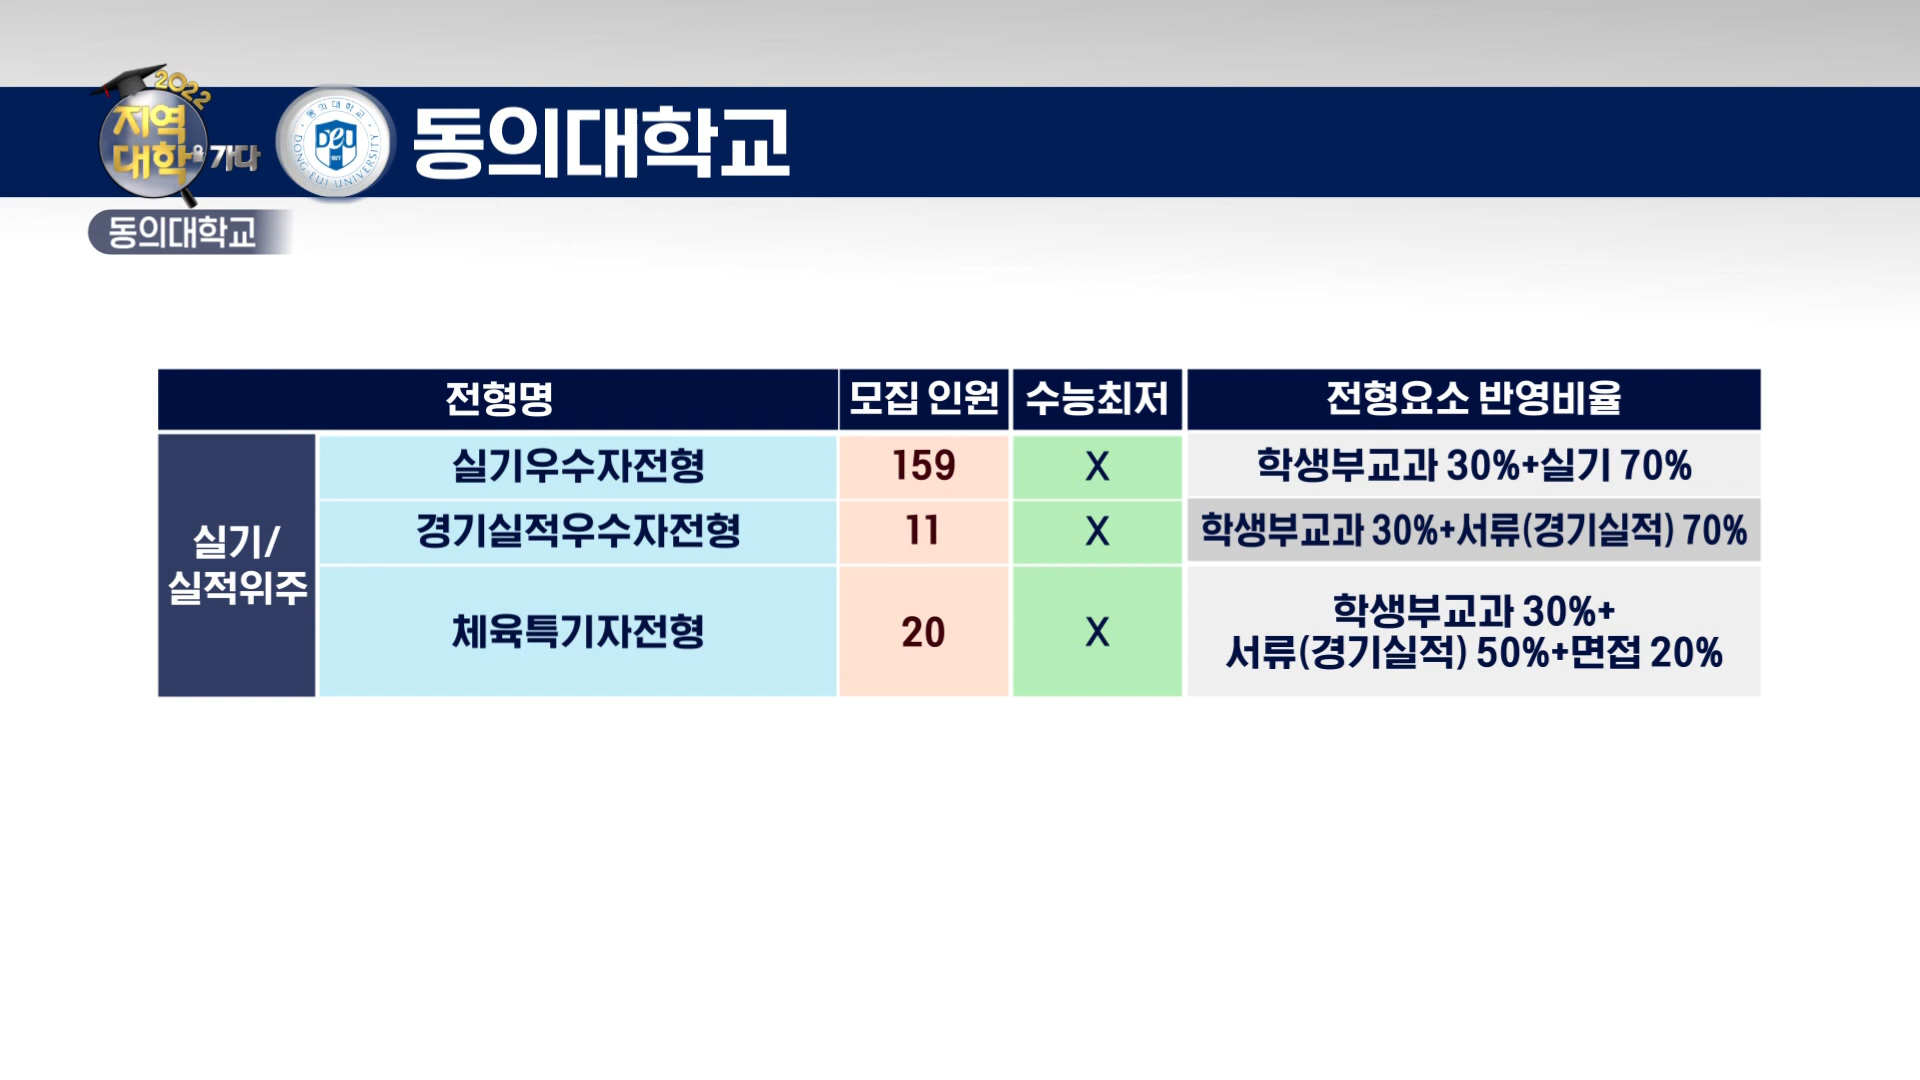 2022
지역
대학을 가다
동의대학교
DEU
DONG-EUI UNIVERSITY
동의대학교
동의대학교
전형명 모집 인원 수능최저 전형요소 반영비율
실기/
실적위주
실기우수자전형 159 X 학생부교과 30%+실기 70%
경기실적우수자전형 11 X 학생부교과 30%+서류(경기실적) 70%
체육특기자전형 20 X 학생부교과 30%+
서류(경기실적) 50%+면접 20%